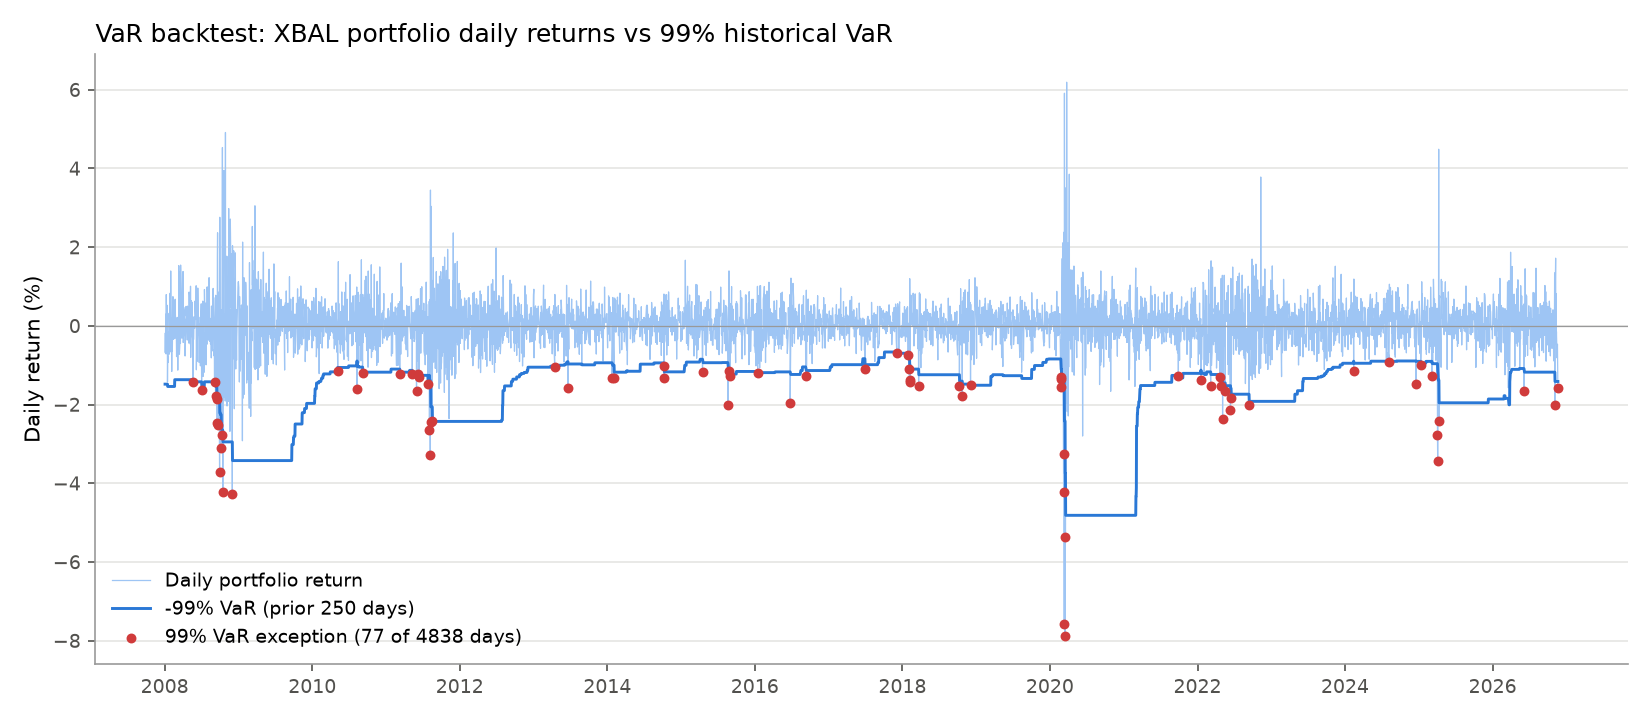 VaR backtest: XBAL portfolio daily returns vs 99% historical VaR
Daily return (%)
6
4
2
0
−2
−4
−6
−8
Daily portfolio return
-99% VaR (prior 250 days)
99% VaR exception (77 of 4838 days)
2008 2010 2012 2014 2016 2018 2020 2022 2024 2026